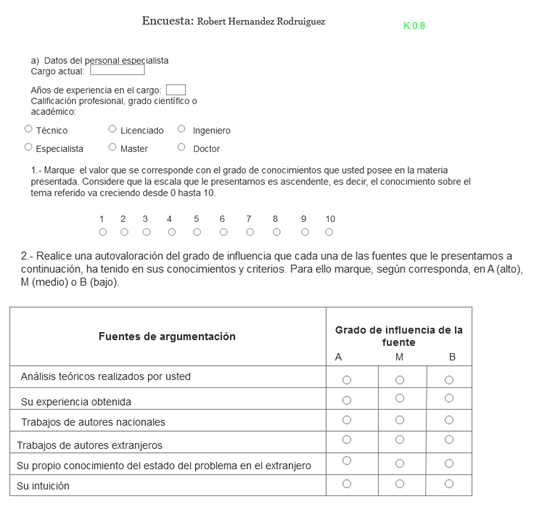 Encuesta: Robert Hernandez Rodruiguez
K:0.8
a) Datos del personal especialista
Cargo actual:
Años de experiencia en el cargo:
Calificación profesional, grado científico o
académico:
Técnico Licenciado Ingeniero
Especialista Master Doctor
1.- Marque el valor que se corresponde con el grado de conocimientos que usted posee en la materia
presentada. Considere que la escala que le presentamos es ascendente, es decir, el conocimiento sobre el
tema referido va creciendo desde 0 hasta 10.
1 2 3 4 5 6 7 8 9 10
2.- Realice una autovaloración del grado de influencia que cada una de las fuentes que le presentamos a
continuación, ha tenido en sus conocimientos y criterios. Para ello marque, según corresponda, en A (alto),
M (medio) o B (bajo).
Fuentes de argumentación
Grado de influencia de la
fuente
A M B
Análisis teóricos realizados por usted
Su experiencia obtenida
Trabajos de autores nacionales
Trabajos de autores extranjeros
Su propio conocimiento del estado del problema en el extranjero
Su intuición